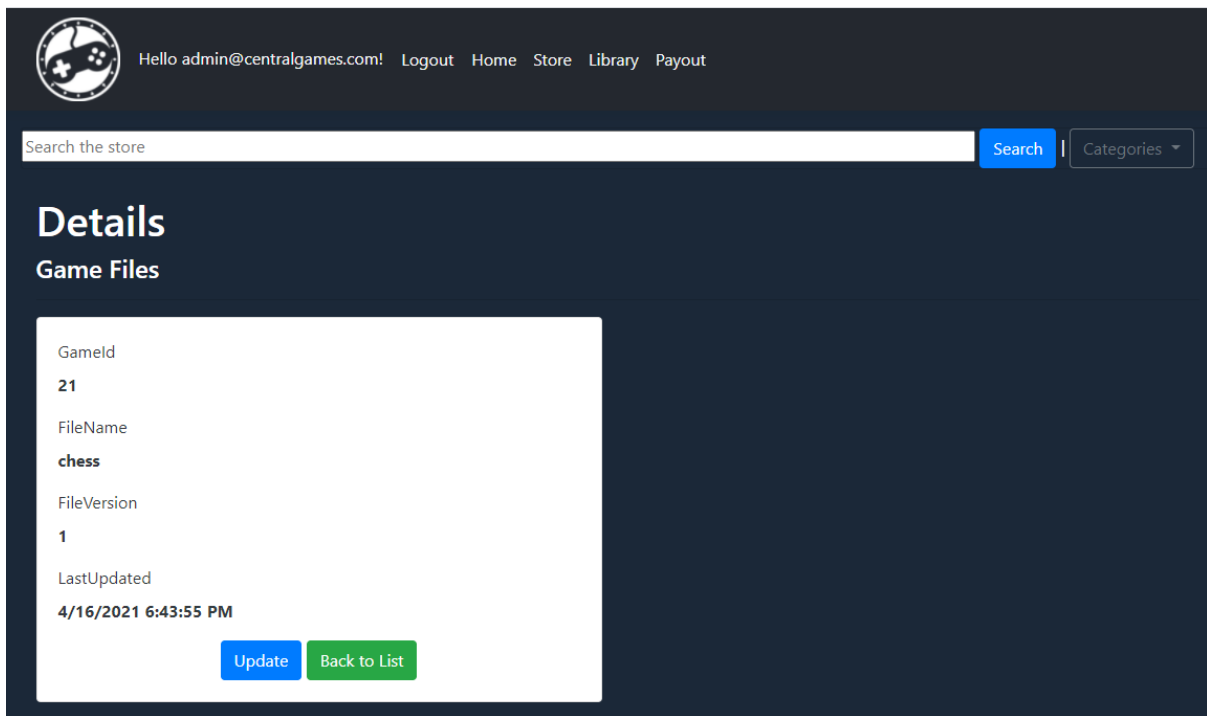 Hello admin@centralgames.com! Logout Home Store Library Payout
Search the store Search | Categories
Details
Game Files
GameId
21
FileName
chess
FileVersion
1
LastUpdated
4/16/2021 6:43:55 PM
Update Back to List